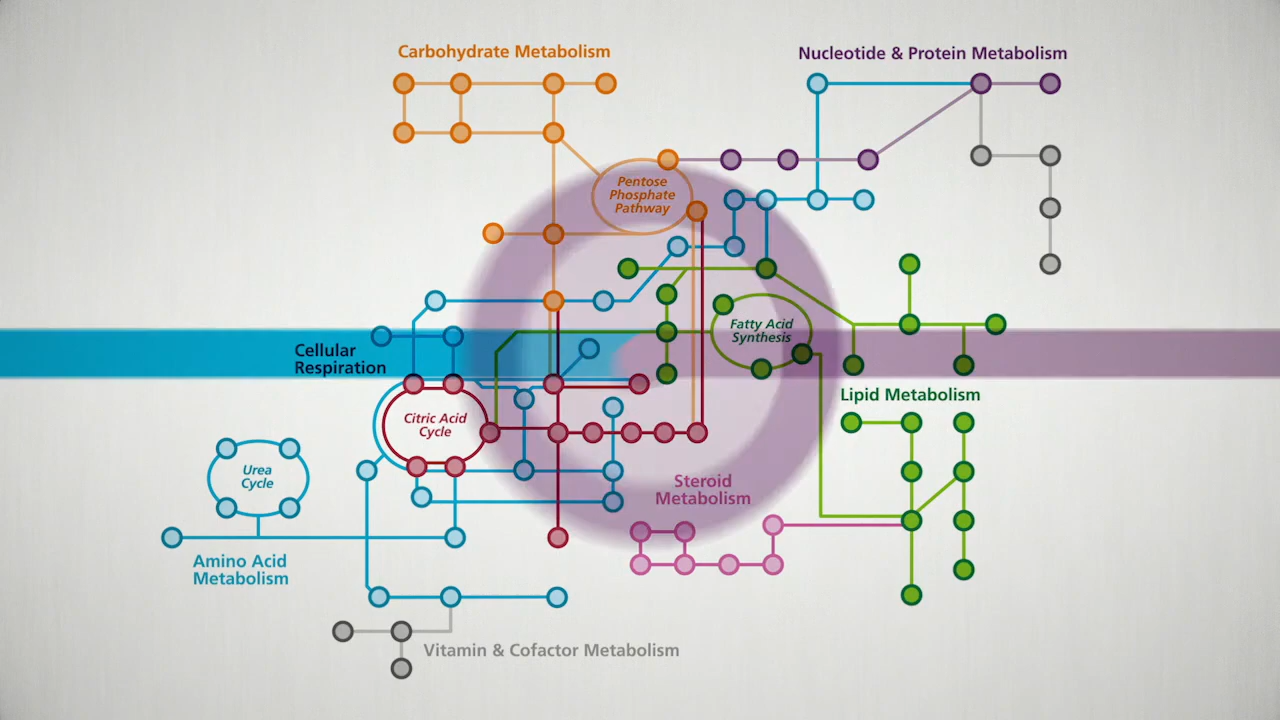 Carbohydrate Metabolism
Nucleotide & Protein Metabolism
Pentose
Phosphate
Pathway
Fatty Acid
Synthesis
Cellular
Respiration
Lipid Metabolism
Citric Acid
Cycle
Urea
Cycle
Steroid
Metabolism
Amino Acid
Metabolism
Vitamin & Cofactor Metabolism